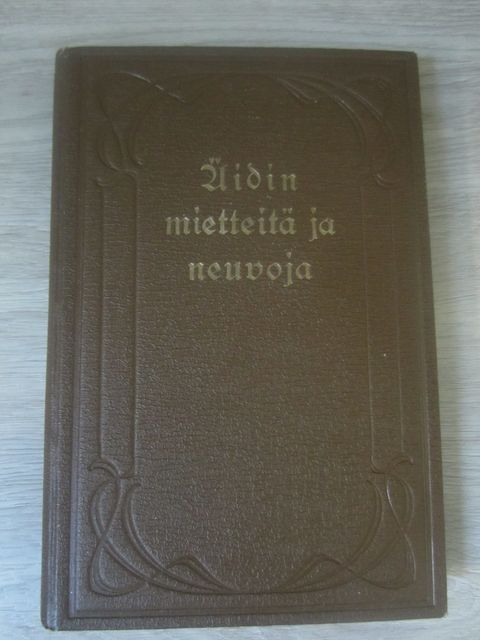 Äidin
mietteitä ja
neuvoja